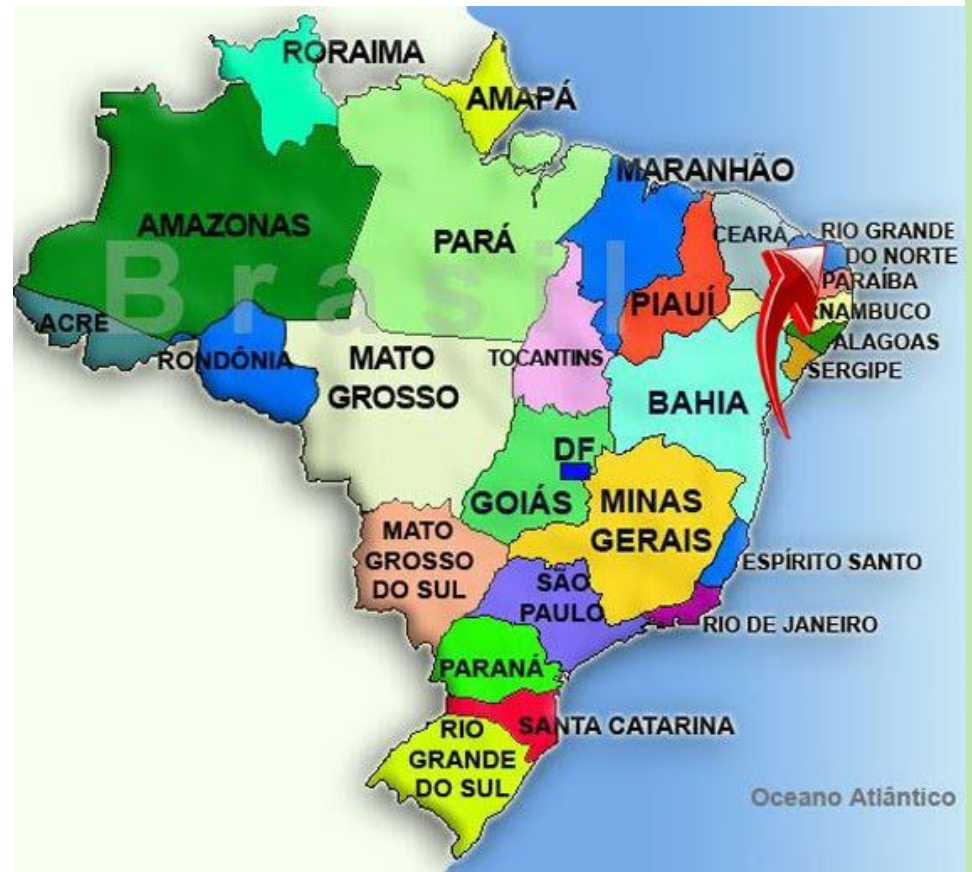 RORAIMA
AMAPÁ
MARANHÃO
AMAZONAS
PARÁ
CEARÁ
RIO GRANDE
DO NORTE
Brasil
PARAÍBA
PIAUÍ
NAMBUCO
ACRE
RONDÔNIA
MATO
GROSSO
TOCANTINS
ALAGOAS
SERGIPE
BAHIA
DF
GOIÁS
MINAS
GERAIS
MATO
GROSSO
DO SUL
ESPÍRITO SANTO
SÃO
PAULO
RIO DE JANEIRO
PARANÁ
SANTA CATARINA
RIO
GRANDE
DO SUL
Oceano Atlântico